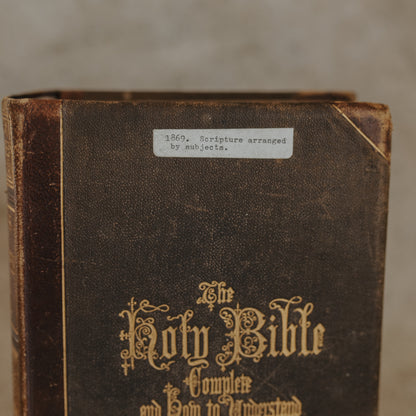 1869. Scripture arranged
by subjects.
The
Holy Bible
Complete
and How to Understand